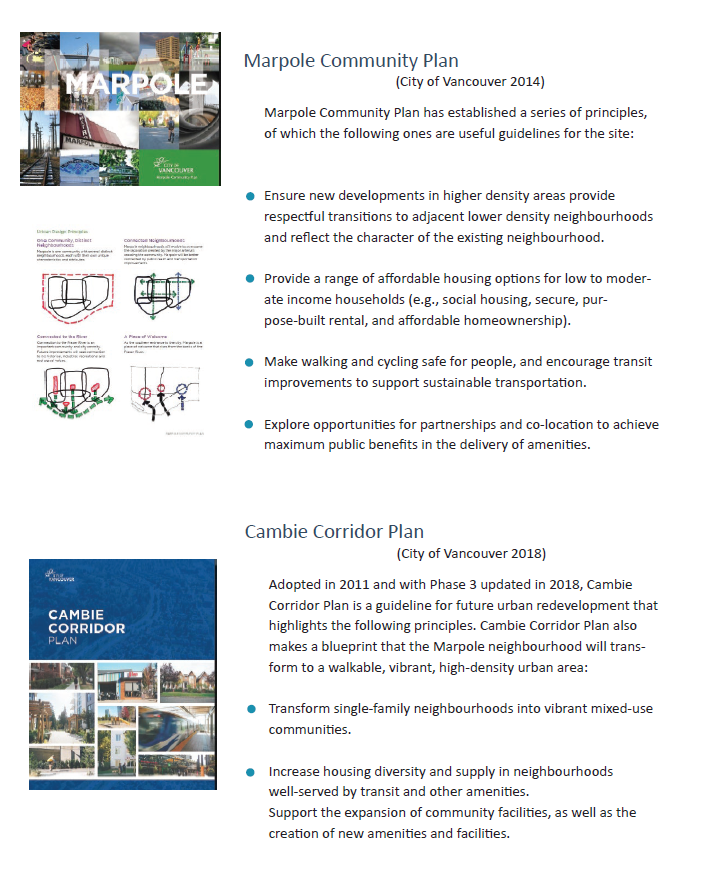 MARPOLE
MARPOLE
CITY OF
VANCOUVER
Marpole Community Plan
Marpole Community Plan
(City of Vancouver 2014)
Marpole Community Plan has established a series of principles,
of which the following ones are useful guidelines for the site:
Ensure new developments in higher density areas provide
respectful transitions to adjacent lower density neighbourhoods
and reflect the character of the existing neighbourhood.
Provide a range of affordable housing options for low to moder-
ate income households (e.g., social housing, secure, pur-
pose-built rental, and affordable homeownership).
Make walking and cycling safe for people, and encourage transit
improvements to support sustainable transportation.
Explore opportunities for partnerships and co-location to achieve
maximum public benefits in the delivery of amenities.
Urban Design Principles
One Community, Distinct
Neighbourhoods
Connected Neighbourhoods
Connected to the River
A Place of Welcome
Cambie Corridor Plan
(City of Vancouver 2018)
Adopted in 2011 and with Phase 3 updated in 2018, Cambie
Corridor Plan is a guideline for future urban redevelopment that
highlights the following principles. Cambie Corridor Plan also
makes a blueprint that the Marpole neighbourhood will trans-
form to a walkable, vibrant, high-density urban area:
Transform single-family neighbourhoods into vibrant mixed-use
communities.
Increase housing diversity and supply in neighbourhoods
well-served by transit and other amenities.
Support the expansion of community facilities, as well as the
creation of new amenities and facilities.
CITY OF
VANCOUVER
CAMBIE
CORRIDOR
PLAN